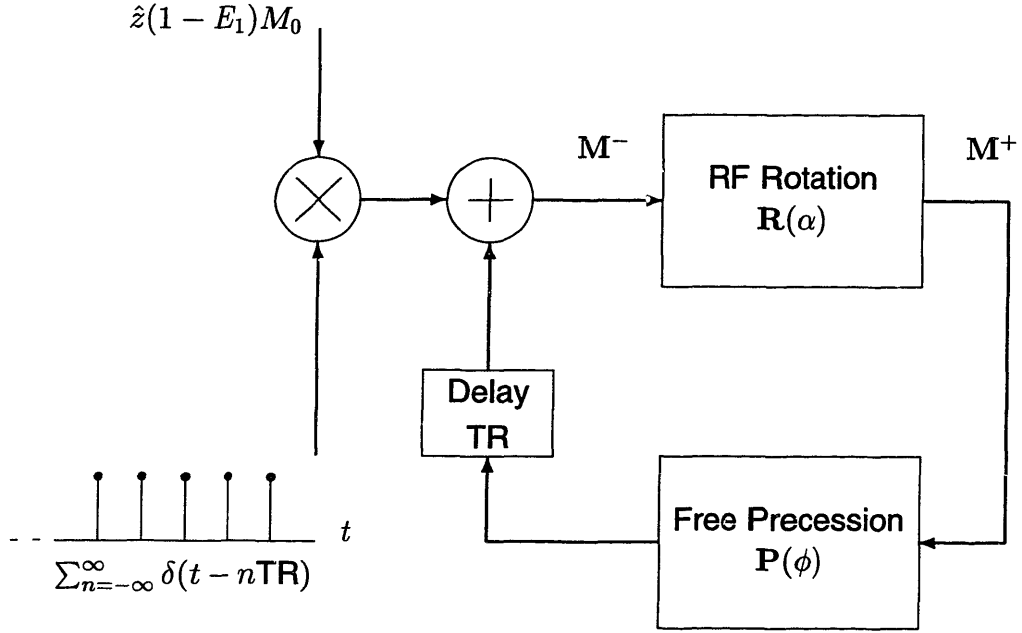 ẑ(1 − E₁)M₀
M⁻
RF Rotation
R(α)
M⁺
Delay
TR
Free Precession
P(ϕ)
t
∑ₙ₌₋∞^∞ δ(t − nTR)